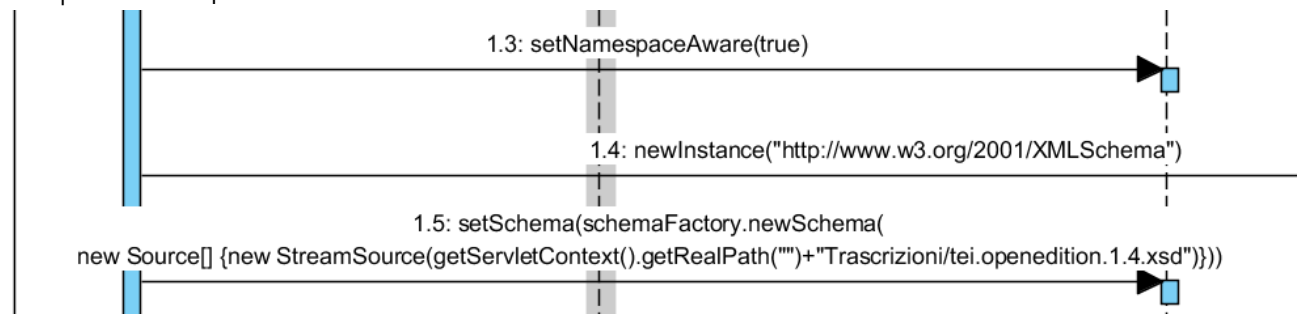 1.3: setNamespaceAware(true)
1.4: newInstance("http://www.w3.org/2001/XMLSchema")
1.5: setSchema(schemaFactory.newSchema(
new Source[] {new StreamSource(getServletContext().getRealPath("")+"Trascrizioni/tei.openedition.1.4.xsd")}))